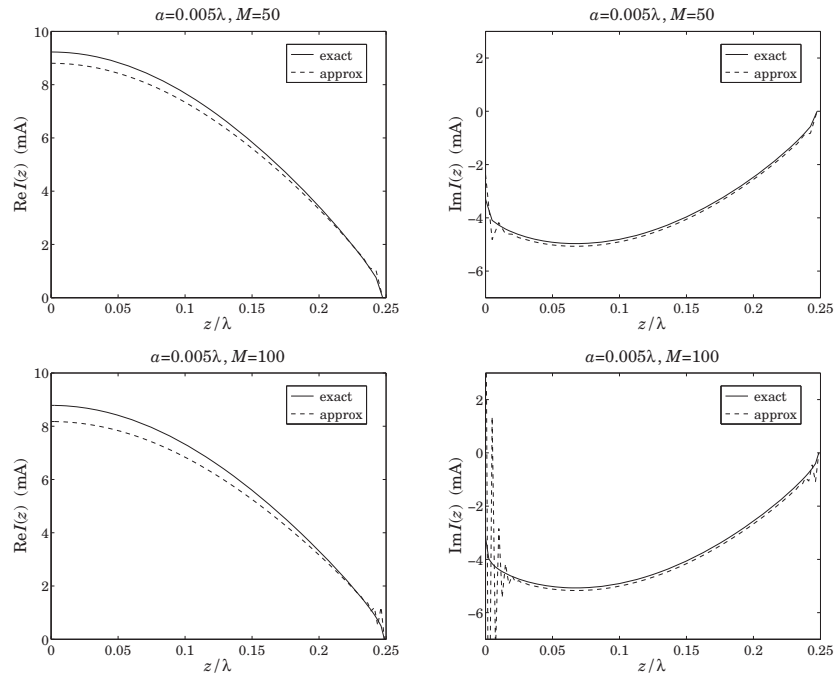 a=0.005λ, M=50
10
8
6
4
2
0
Re I(z) (mA)
0
0.05
0.1
0.15
0.2
0.25
z/λ
exact
approx
a=0.005λ, M=50
2
0
−2
−4
−6
Im I(z) (mA)
0
0.05
0.1
0.15
0.2
0.25
z/λ
exact
approx
a=0.005λ, M=100
10
8
6
4
2
0
Re I(z) (mA)
0
0.05
0.1
0.15
0.2
0.25
z/λ
exact
approx
a=0.005λ, M=100
2
0
−2
−4
−6
Im I(z) (mA)
0
0.05
0.1
0.15
0.2
0.25
z/λ
exact
approx